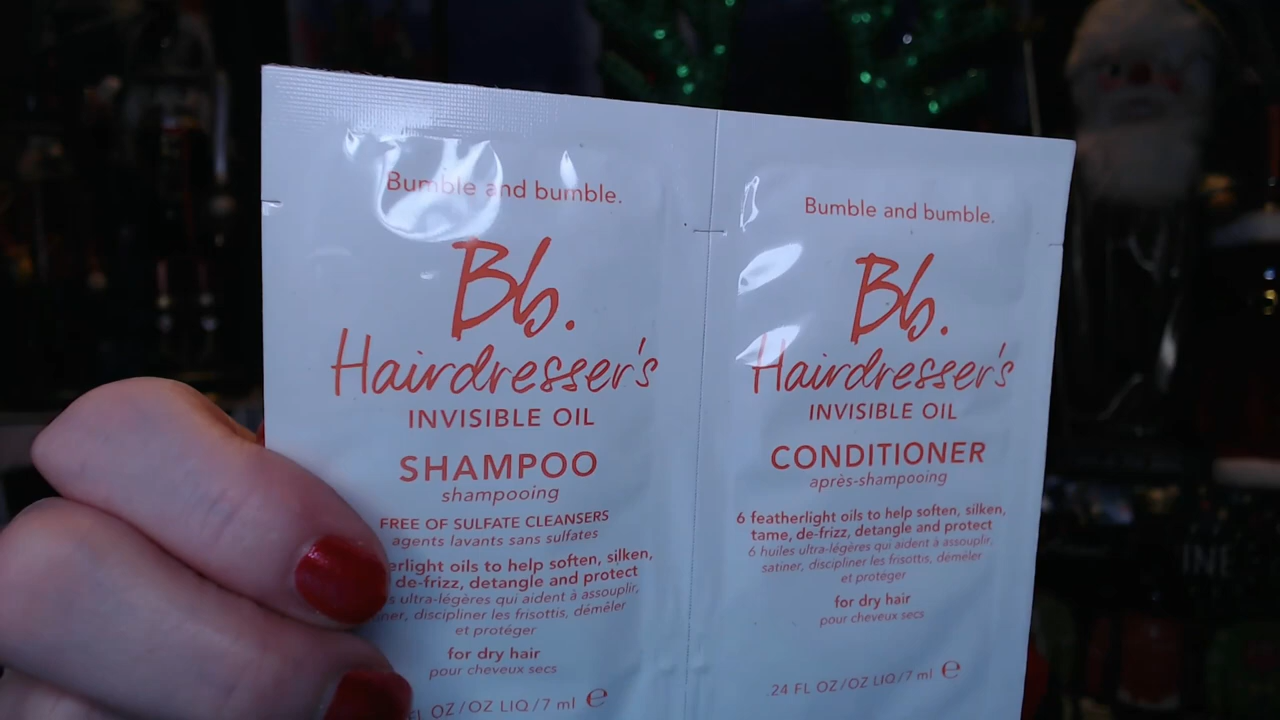 Bumble and bumble.
Bb.
Hairdresser's
INVISIBLE OIL
SHAMPOO
shampooing
FREE OF SULFATE CLEANSERS
agents lavants sans sulfates
erlight oils to help soften, silken,
de-frizz, detangle and protect
s ultra-légères qui aident à assouplir,
ner, discipliner les frisottis, démêler
et protéger
for dry hair
pour cheveux secs
FL OZ/OZ LIQ/7 ml e
Bumble and bumble.
Bb.
Hairdresser's
INVISIBLE OIL
CONDITIONER
après-shampooing
6 featherlight oils to help soften, silken,
tame, de-frizz, detangle and protect
6 huiles ultra-légères qui aident à assouplir,
satiner, discipliner les frisottis, démêler
et protéger
for dry hair
pour cheveux secs
.24 FL OZ/OZ LIQ/7 ml e
INE